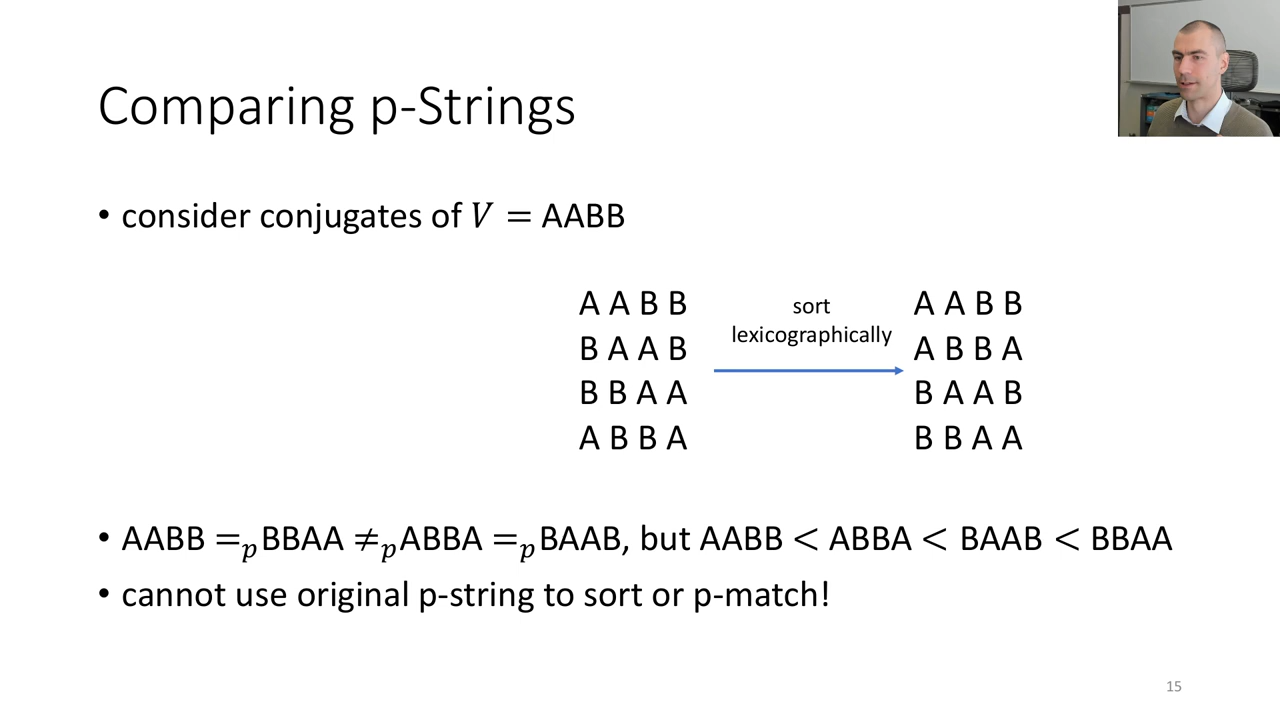 Comparing p-Strings
• consider conjugates of 𝑉 = AABB
A A B B
B A A B
B B A A
A B B A
sort
lexicographically
A A B B
A B B A
B A A B
B B A A
• AABB =ₚ BBAA ≠ₚ ABBA =ₚ BAAB, but AABB < ABBA < BAAB < BBAA
• cannot use original p-string to sort or p-match!
15